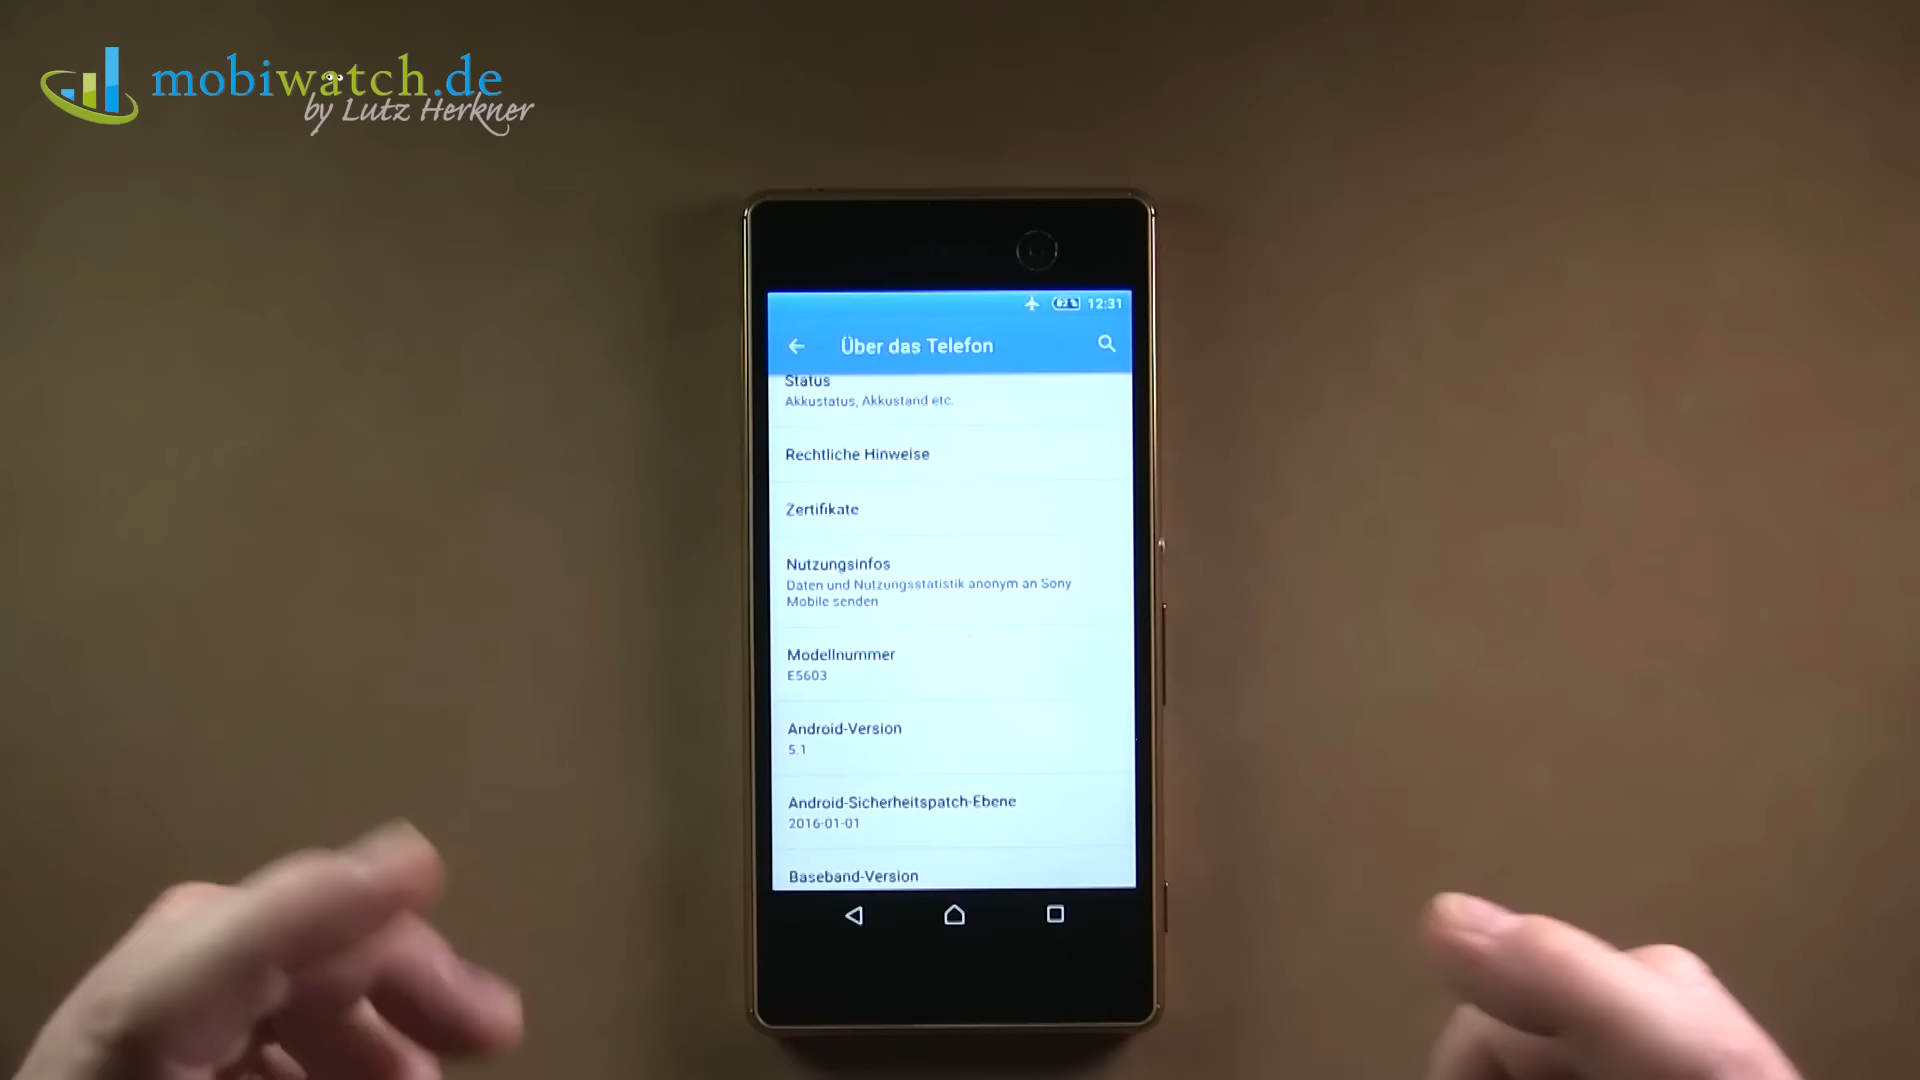 mobiwatch.de
by Lutz Herkner
82% 12:31
Über das Telefon
Status
Akkustatus, Akkustand etc.
Rechtliche Hinweise
Zertifikate
Nutzungsinfos
Daten und Nutzungsstatistik anonym an Sony
Mobile senden
Modellnummer
E5603
Android-Version
5.1
Android-Sicherheitspatch-Ebene
2016-01-01
Baseband-Version